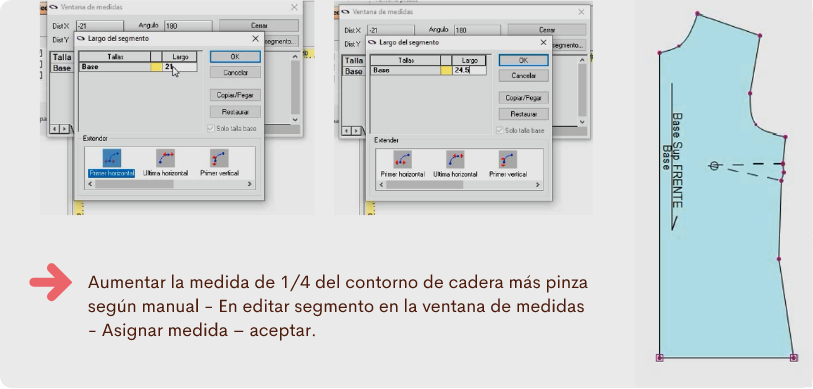 Ventana de medidas
Dist X -21 Angulo 180 Cerrar
Dist Y segmento...
Largo del segmento
Talla
Base
Tallas Largo
Base 21
OK
Cancelar
Copiar/Pegar
Restaurar
Solo talla base
Extender
Primer horizontal Ultima horizontal Primer vertical
Ventana de medidas
Dist X -21 Angulo 180 Cerrar
Dist Y segmento...
Largo del segmento
Talla
Base
Tallas Largo
Base 24.5
OK
Cancelar
Copiar/Pegar
Restaurar
Solo talla base
Extender
Primer horizontal Ultima horizontal Primer vertical
Base Sup FRENTE
Base
Aumentar la medida de 1/4 del contorno de cadera más pinza
según manual - En editar segmento en la ventana de medidas
- Asignar medida – aceptar.